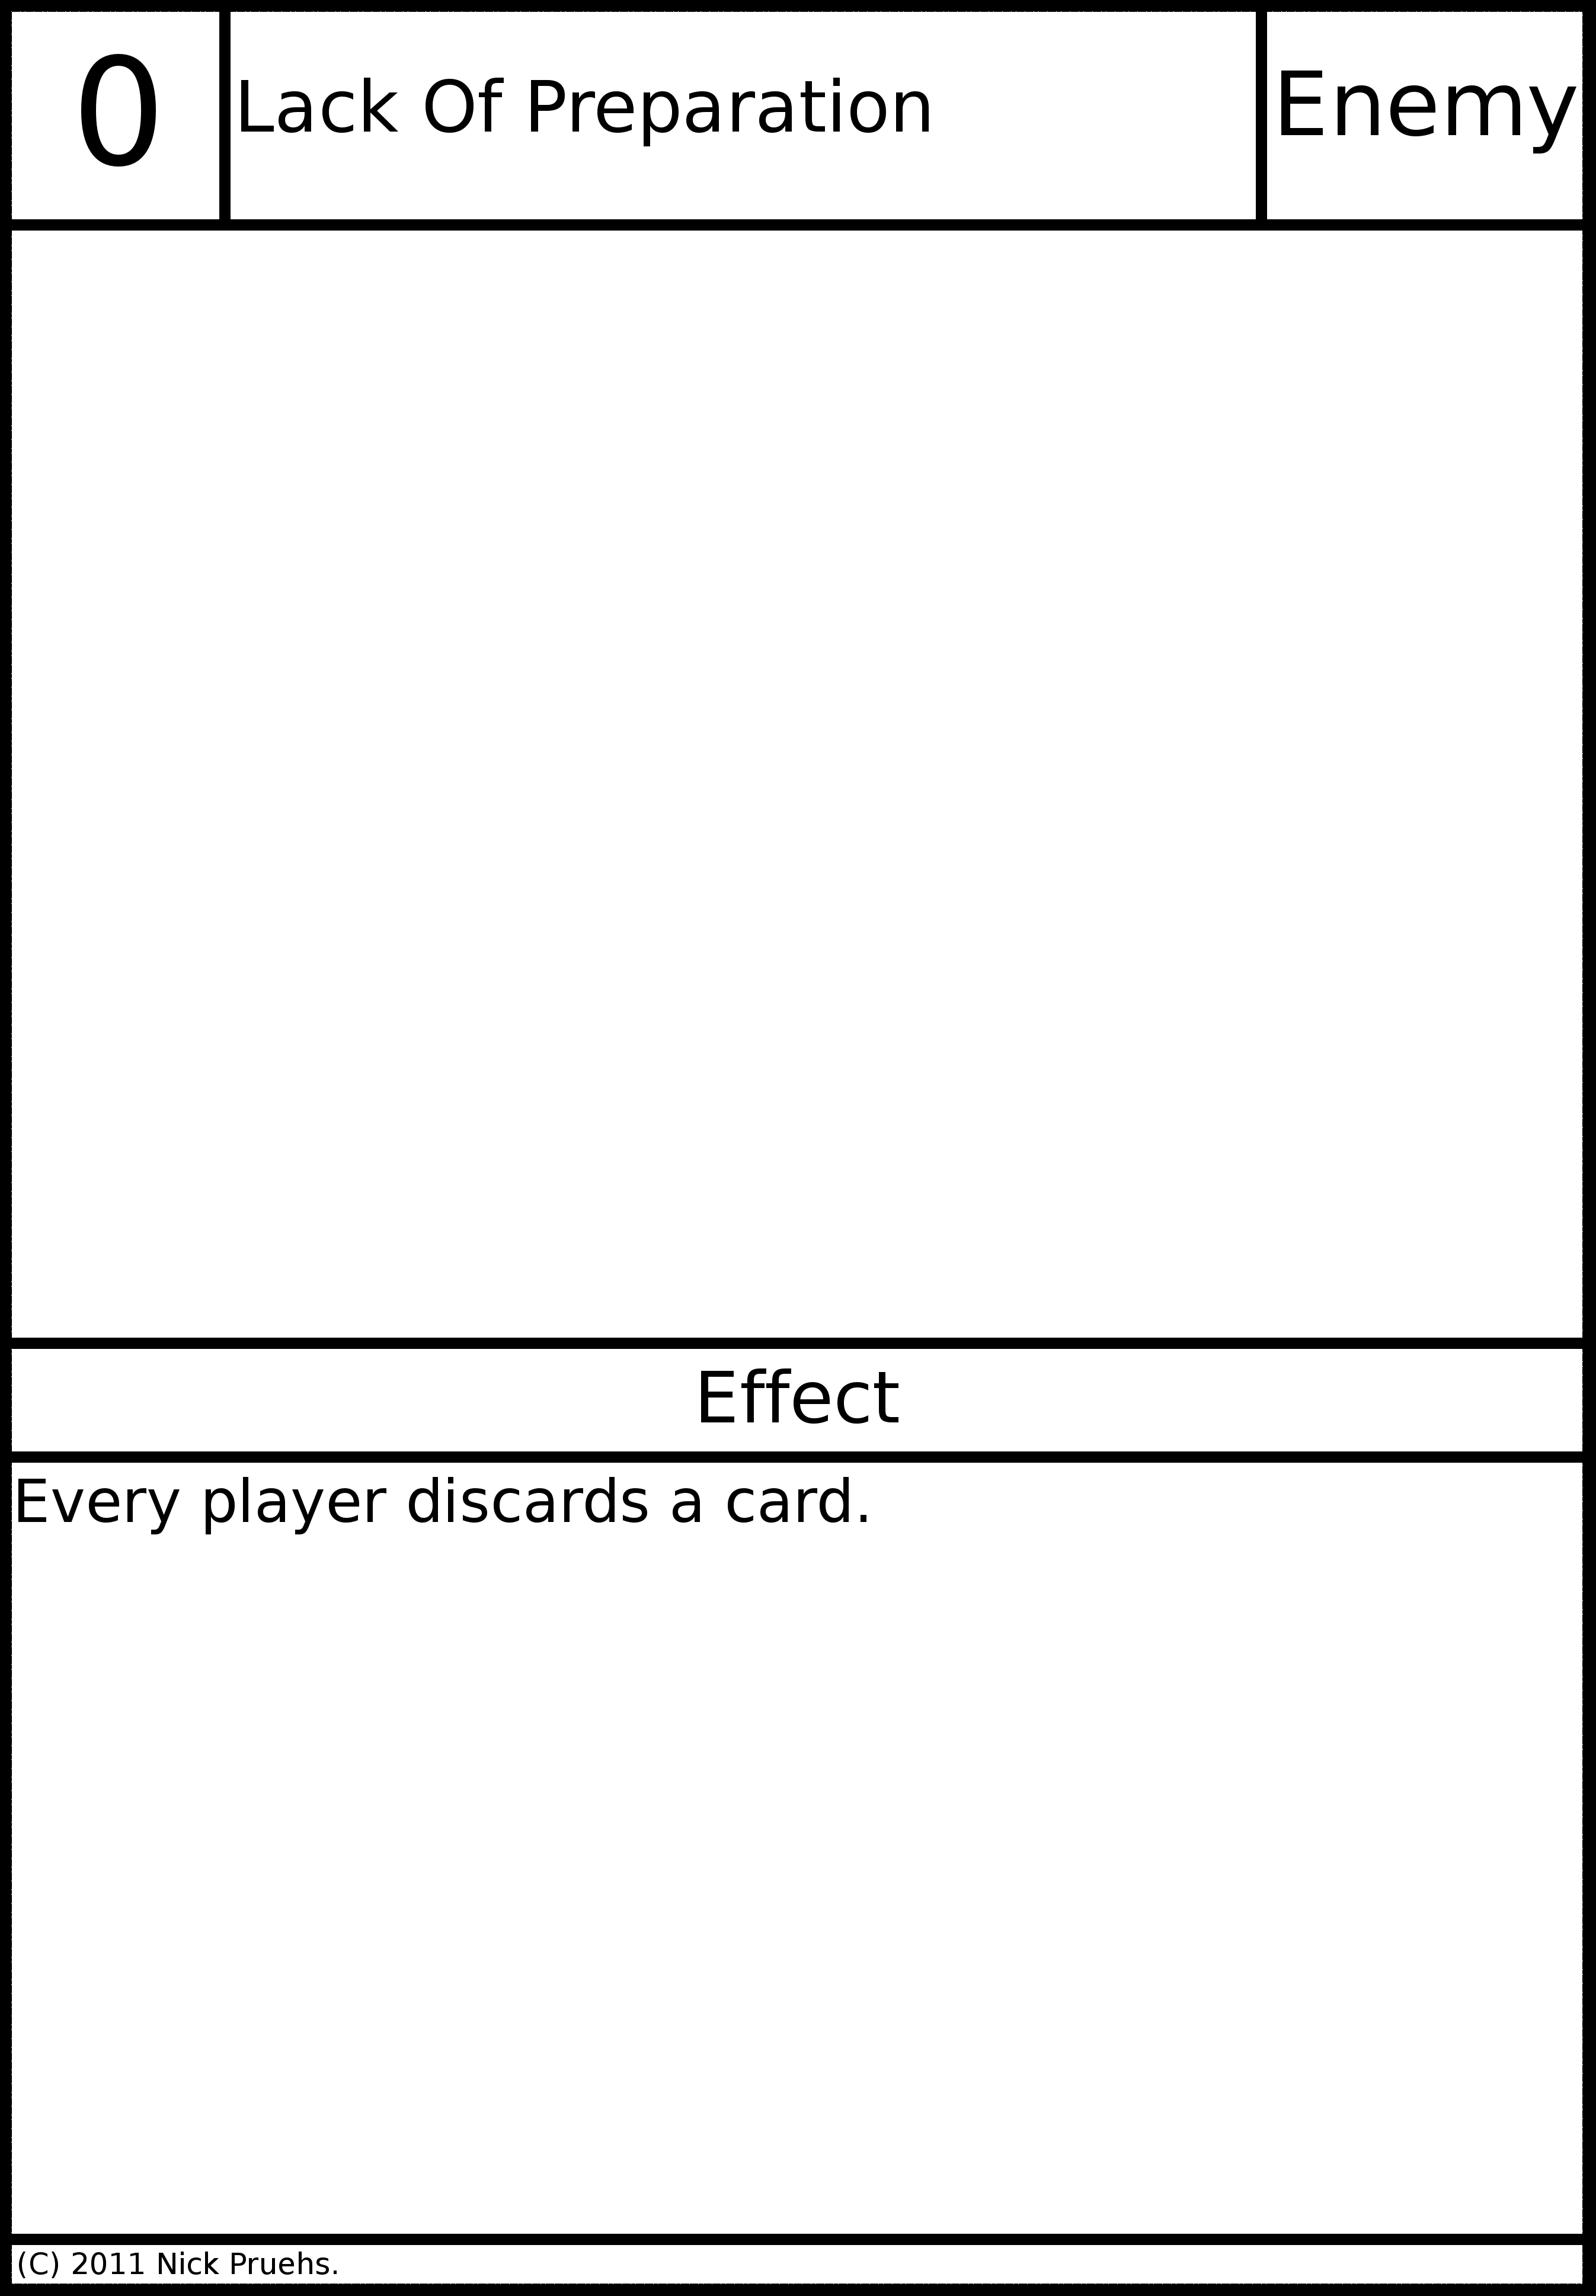 0
Lack Of Preparation
Enemy
Effect
Every player discards a card.
(C) 2011 Nick Pruehs.